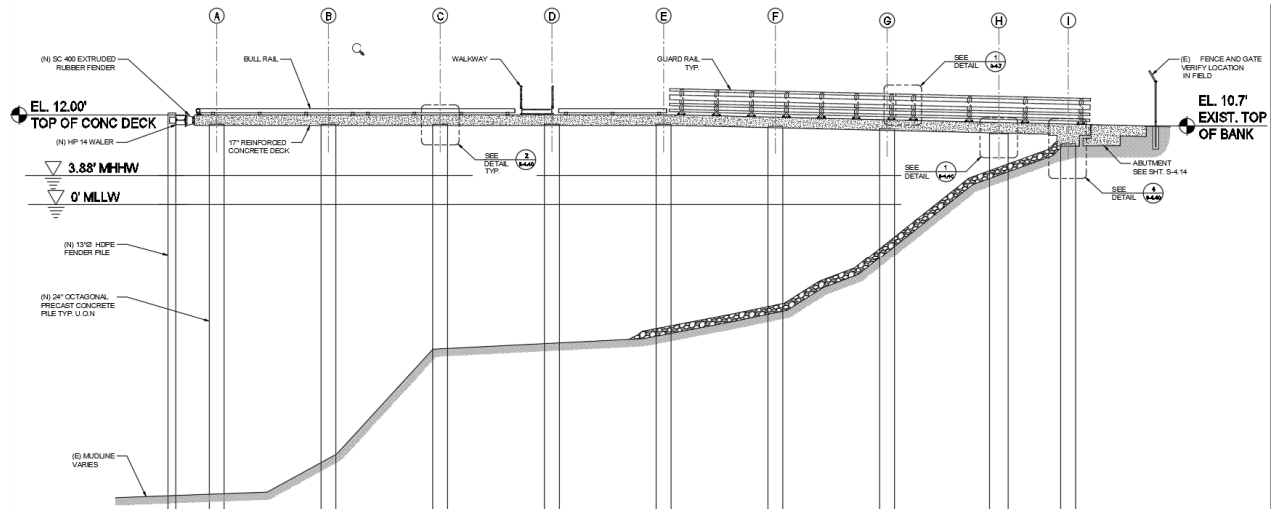 A
B
C
D
E
F
G
H
I
(N) SC 400 EXTRUDED
RUBBER FENDER
BULL RAIL
WALKWAY
GUARD RAIL
TYP.
SEE
DETAIL
1
(E) FENCE AND GATE
VERIFY LOCATION
IN FIELD
EL. 12.00'
TOP OF CONC DECK
EL. 10.7'
EXIST. TOP
OF BANK
(N) HP 14 WALER
17" REINFORCED
CONCRETE DECK
SEE
DETAIL
TYP.
2
SEE
DETAIL
1
ABUTMENT
SEE SHT. S-4.14
SEE
DETAIL
4
3.88' MHHW
0' MLLW
(N) 13"Ø HDPE
FENDER PILE
(N) 24" OCTAGONAL
PRECAST CONCRETE
PILE TYP. U.O.N
(E) MUDLINE
VARIES